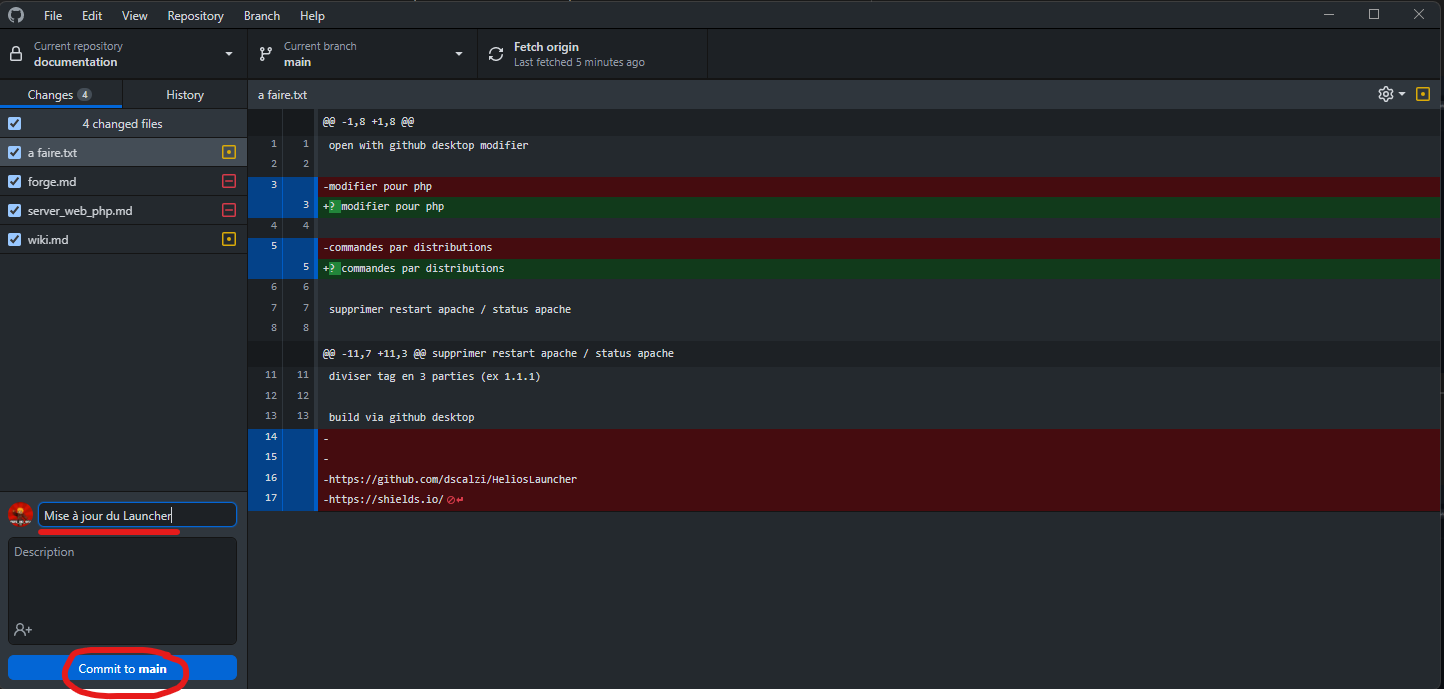 File Edit View Repository Branch Help
Current repository
documentation
Current branch
main
Fetch origin
Last fetched 5 minutes ago
Changes 4 History
4 changed files
a faire.txt
forge.md
server_web_php.md
wiki.md
Mise à jour du Launcher
Description
Commit to main
a faire.txt
@@ -1,8 +1,8 @@
1 1 open with github desktop modifier
2 2
3 -modifier pour php
3 +? modifier pour php
4 4
5 -commandes par distributions
5 +? commandes par distributions
6 6
7 7 supprimer restart apache / status apache
8 8
@@ -11,7 +11,3 @@ supprimer restart apache / status apache
11 11 diviser tag en 3 parties (ex 1.1.1)
12 12
13 13 build via github desktop
14 -
15 -
16 -https://github.com/dscalzi/HeliosLauncher
17 -https://shields.io/